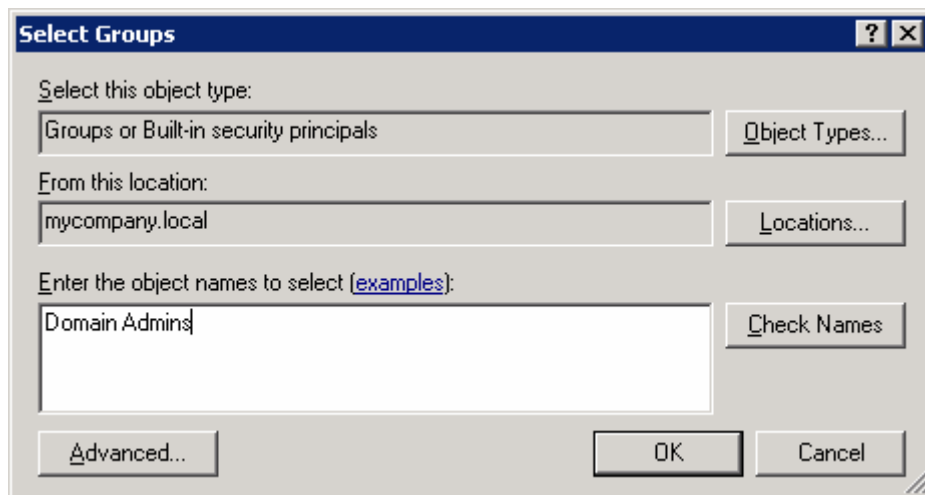 Select Groups
Select this object type:
Groups or Built-in security principals
Object Types...
From this location:
mycompany.local
Locations...
Enter the object names to select (examples):
Domain Admins
Check Names
Advanced...
OK
Cancel